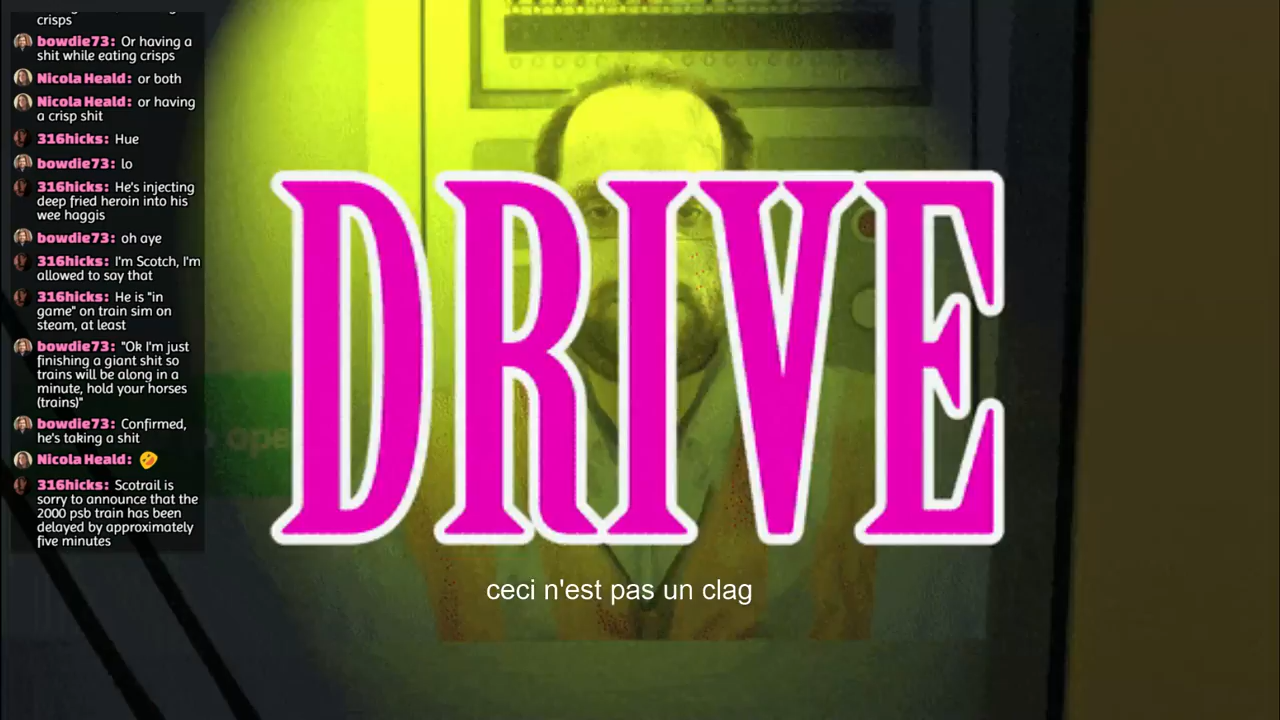 crisps
bowdie73: Or having a
shit while eating crisps
Nicola Heald: or both
Nicola Heald: or having
a crisp shit
316hicks: Hue
bowdie73: lo
316hicks: He's injecting
deep fried heroin into his
wee haggis
bowdie73: oh aye
316hicks: I'm Scotch, I'm
allowed to say that
316hicks: He is "in
game" on train sim on
steam, at least
bowdie73: "Ok I'm just
finishing a giant shit so
trains will be along in a
minute, hold your horses
(trains)"
bowdie73: Confirmed,
he's taking a shit
Nicola Heald: 🤣
316hicks: Scotrail is
sorry to announce that the
2000 psb train has been
delayed by approximately
five minutes
DRIVE
ceci n'est pas un clag